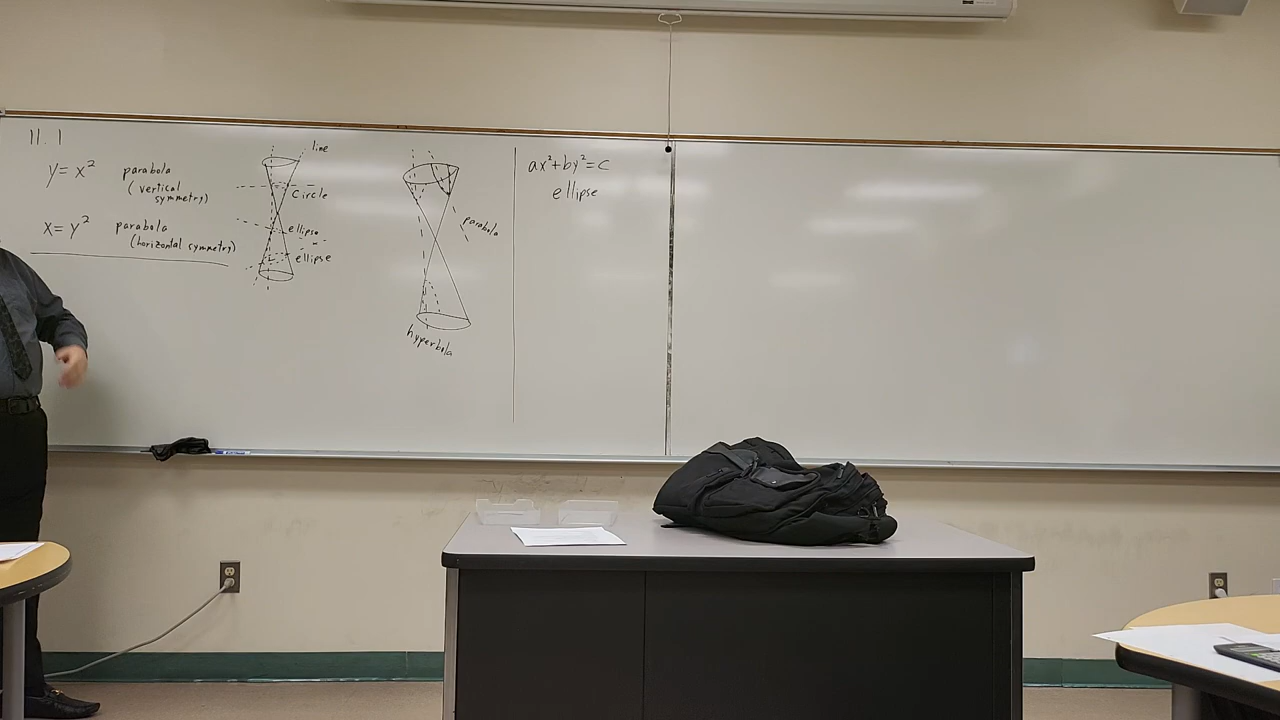 11.1
y = x² parabola
(vertical
symmetry)
x = y² parabola
(horizontal symmetry)
line
circle
ellipse
ellipse
parabola
hyperbola
ax²+by²=c
ellipse